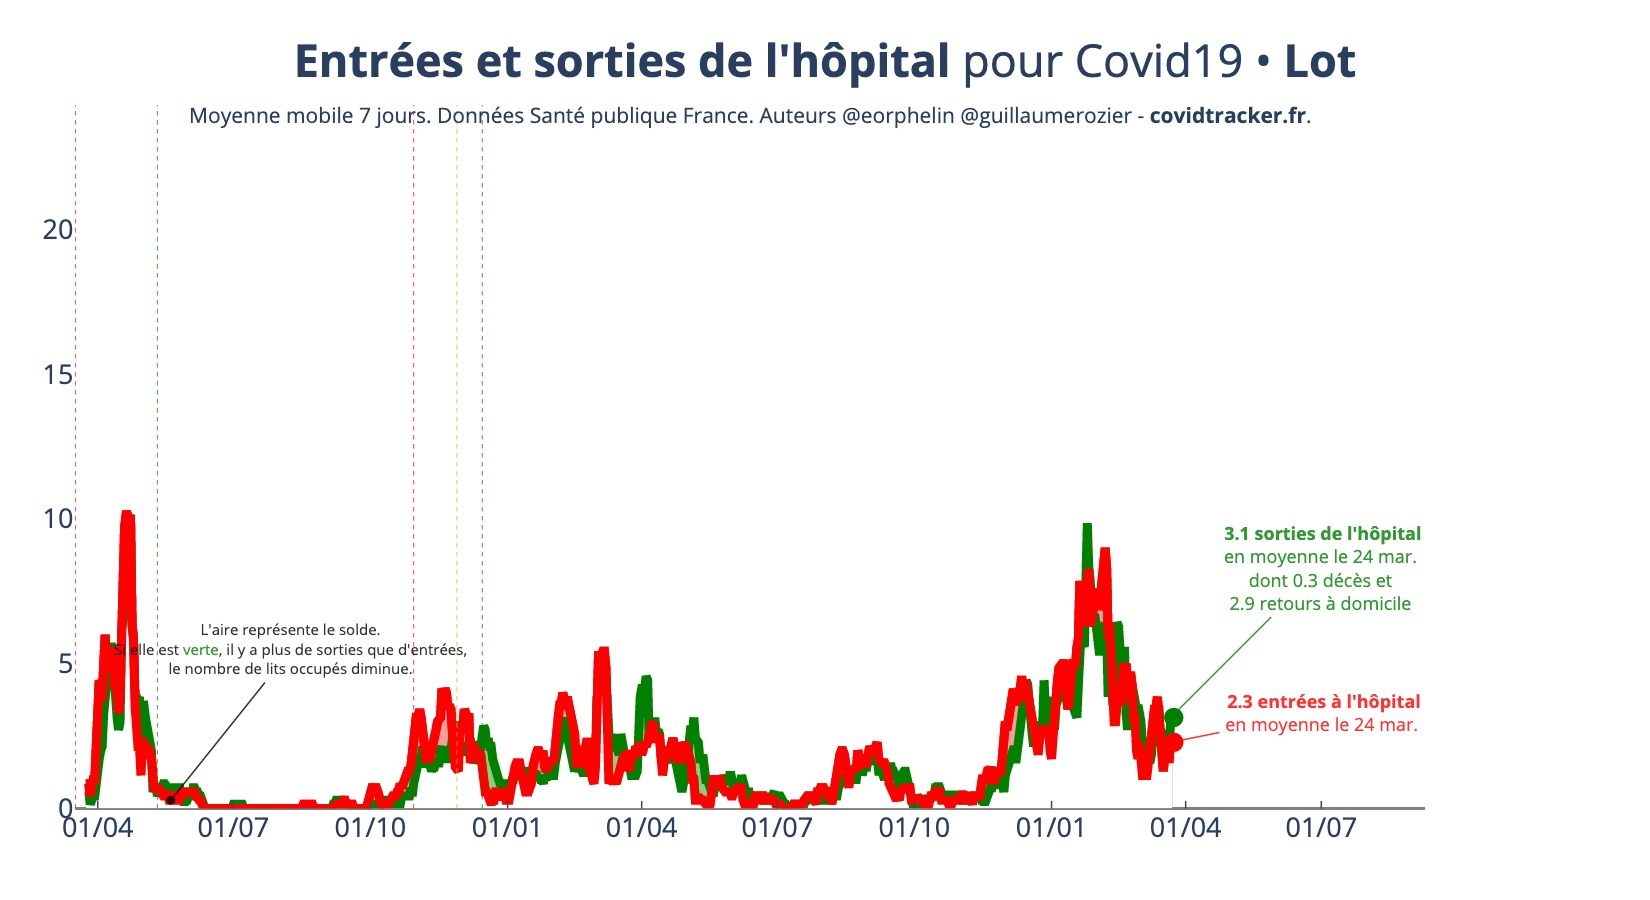 Entrées et sorties de l'hôpital pour Covid19 • Lot
Moyenne mobile 7 jours. Données Santé publique France. Auteurs @eorphelin @guillaumerozier - covidtracker.fr.
20
15
10
5
0
L'aire représente le solde.
Si elle est verte, il y a plus de sorties que d'entrées,
le nombre de lits occupés diminue.
3.1 sorties de l'hôpital
en moyenne le 24 mar.
dont 0.3 décès et
2.9 retours à domicile
2.3 entrées à l'hôpital
en moyenne le 24 mar.
01/04 01/07 01/10 01/01 01/04 01/07 01/10 01/01 01/04 01/07